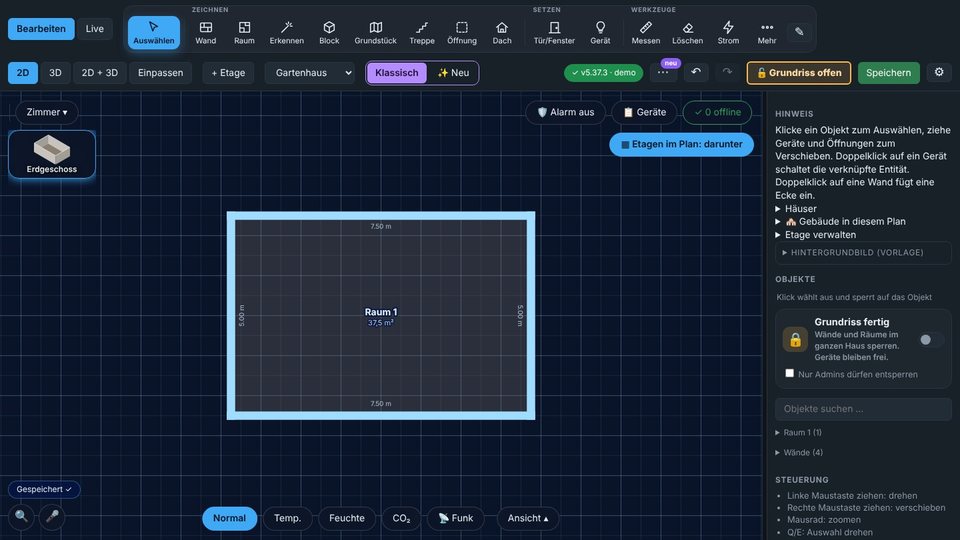 ZEICHNEN
SETZEN
WERKZEUGE
Bearbeiten
Live
Auswählen
Wand
Raum
Erkennen
Block
Grundstück
Treppe
Öffnung
Dach
Tür/Fenster
Gerät
Messen
Löschen
Strom
Mehr
2D
3D
2D + 3D
Einpassen
+ Etage
Gartenhaus
Klassisch
✨ Neu
✓ v5.37.3 · demo
neu
🔓 Grundriss offen
Speichern
Zimmer ▾
🛡️ Alarm aus
📋 Geräte
✓ 0 offline
Erdgeschoss
▦ Etagen im Plan: darunter
7.50 m
5.00 m
Raum 1
37,5 m²
5.00 m
7.50 m
Gespeichert ✓
Normal
Temp.
Feuchte
CO₂
📡 Funk
Ansicht ▴
HINWEIS
Klicke ein Objekt zum Auswählen, ziehe
Geräte und Öffnungen zum
Verschieben. Doppelklick auf ein Gerät
schaltet die verknüpfte Entität.
Doppelklick auf eine Wand fügt eine
Ecke ein.
▶ Häuser
▶ 🏘️ Gebäude in diesem Plan
▶ Etage verwalten
▶ HINTERGRUNDBILD (VORLAGE)
OBJEKTE
Klick wählt aus und sperrt auf das Objekt
Grundriss fertig
Wände und Räume im
ganzen Haus sperren.
Geräte bleiben frei.
Nur Admins dürfen entsperren
Objekte suchen …
▶ Raum 1 (1)
▶ Wände (4)
STEUERUNG
• Linke Maustaste ziehen: drehen
• Rechte Maustaste ziehen: verschieben
• Mausrad: zoomen
• Q/E: Auswahl drehen